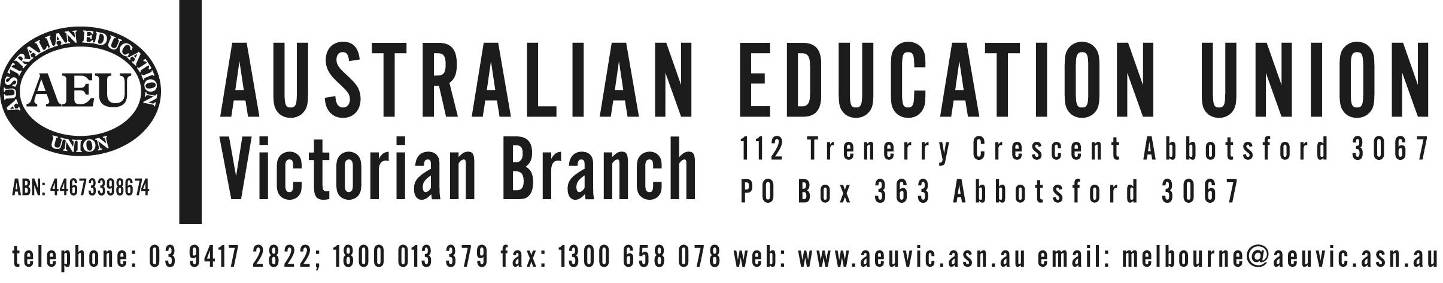 AUSTRALIAN EDUCATION
AEU
UNION
ABN: 44673398674
AUSTRALIAN EDUCATION UNION
Victorian Branch
112 Trenerry Crescent Abbotsford 3067
PO Box 363 Abbotsford 3067
telephone: 03 9417 2822; 1800 013 379 fax: 1300 658 078 web: www.aeuvic.asn.au email: melbourne@aeuvic.asn.au